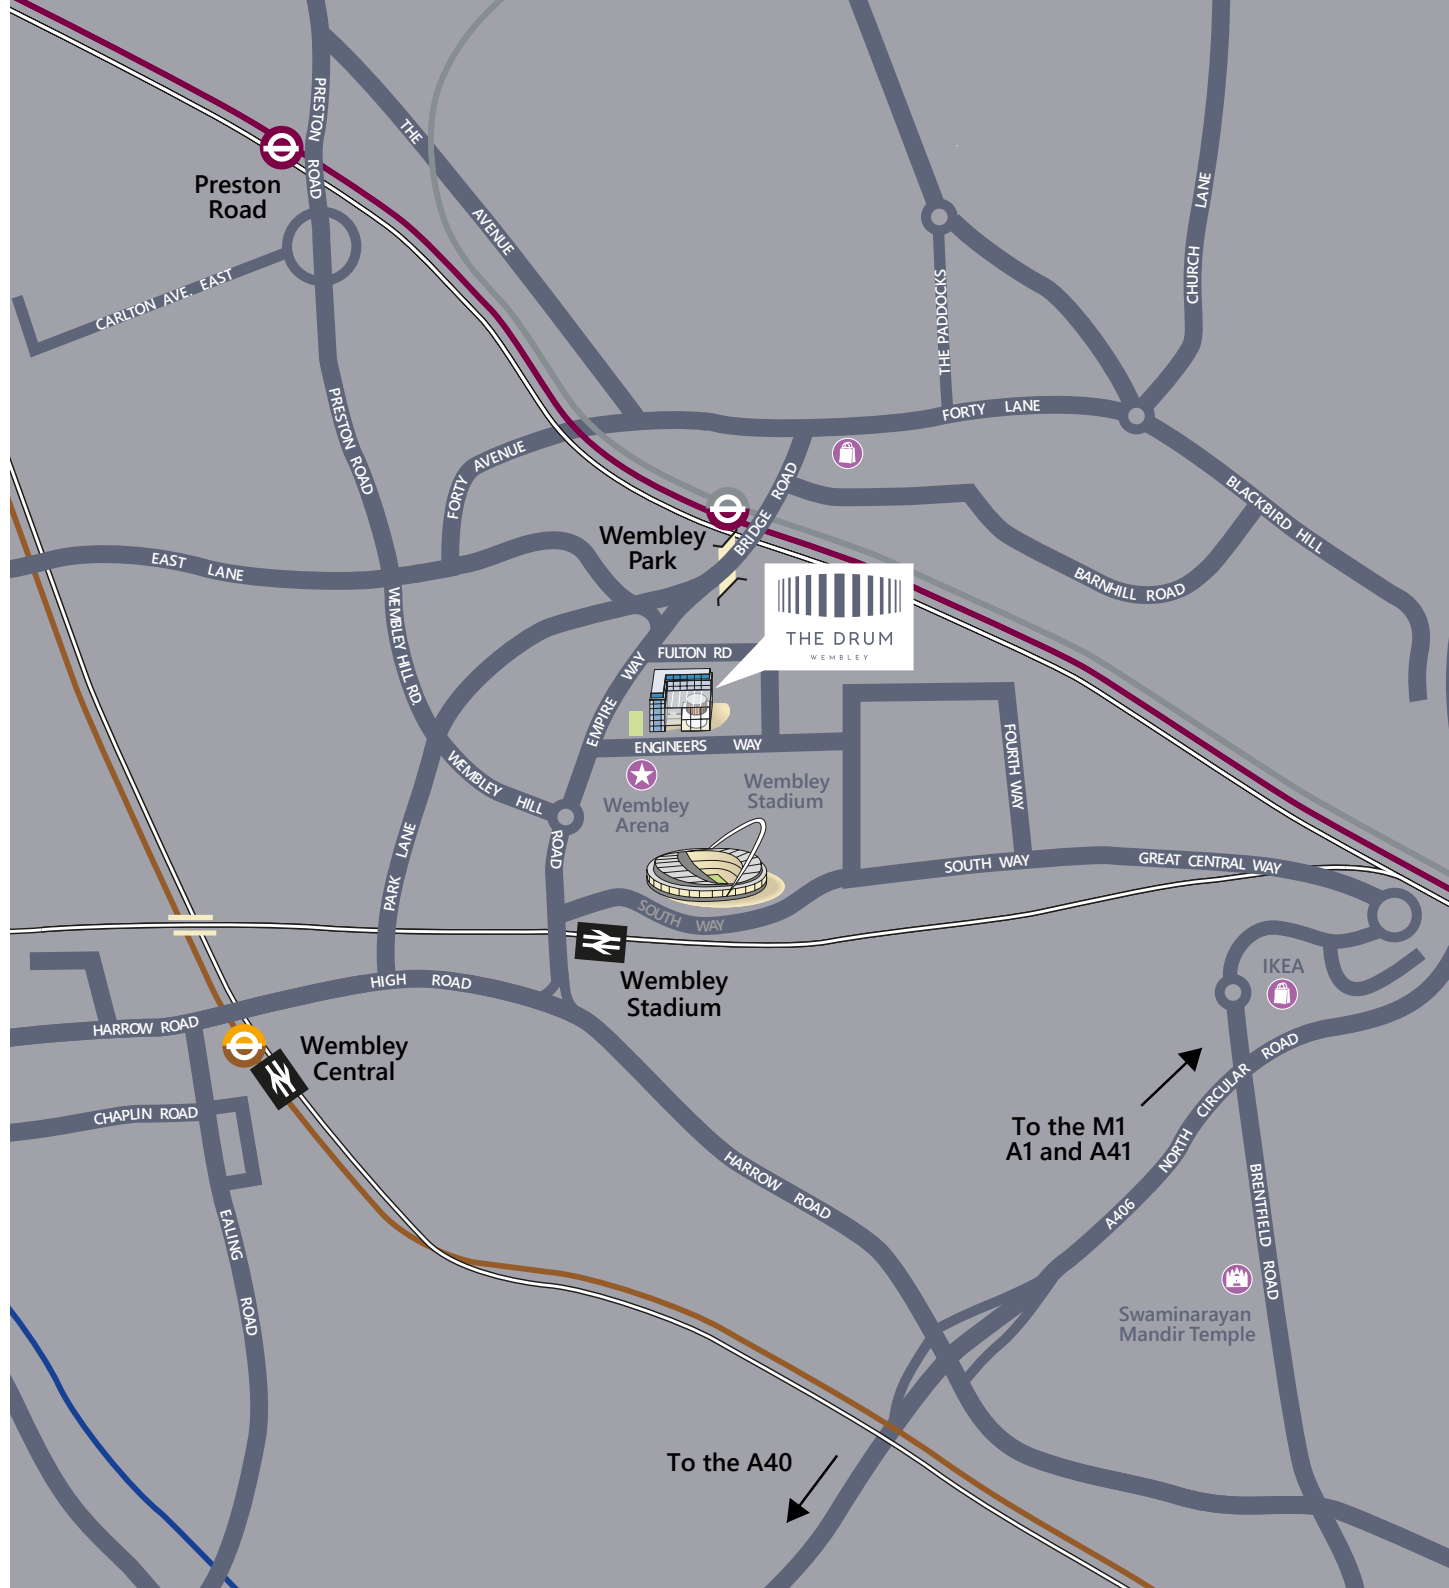 PRESTON ROAD
THE AVENUE
Preston
Road
CARLTON AVE. EAST
THE PADDOCKS
CHURCH LANE
FORTY LANE
PRESTON ROAD
FORTY AVENUE
BRIDGE ROAD
BLACKBIRD HILL
Wembley
Park
EAST LANE
BARNHILL ROAD
WEMBLEY HILL RD.
THE DRUM
WEMBLEY
FULTON RD
EMPIRE WAY
ENGINEERS WAY
FOURTH WAY
WEMBLEY HILL ROAD
Wembley
Arena
Wembley
Stadium
PARK LANE
SOUTH WAY
GREAT CENTRAL WAY
SOUTH WAY
HIGH ROAD
Wembley
Stadium
IKEA
HARROW ROAD
Wembley
Central
CHAPLIN ROAD
To the M1
A1 and A41
A406 NORTH CIRCULAR ROAD
HARROW ROAD
BRENTFIELD ROAD
EALING ROAD
Swaminarayan
Mandir Temple
To the A40